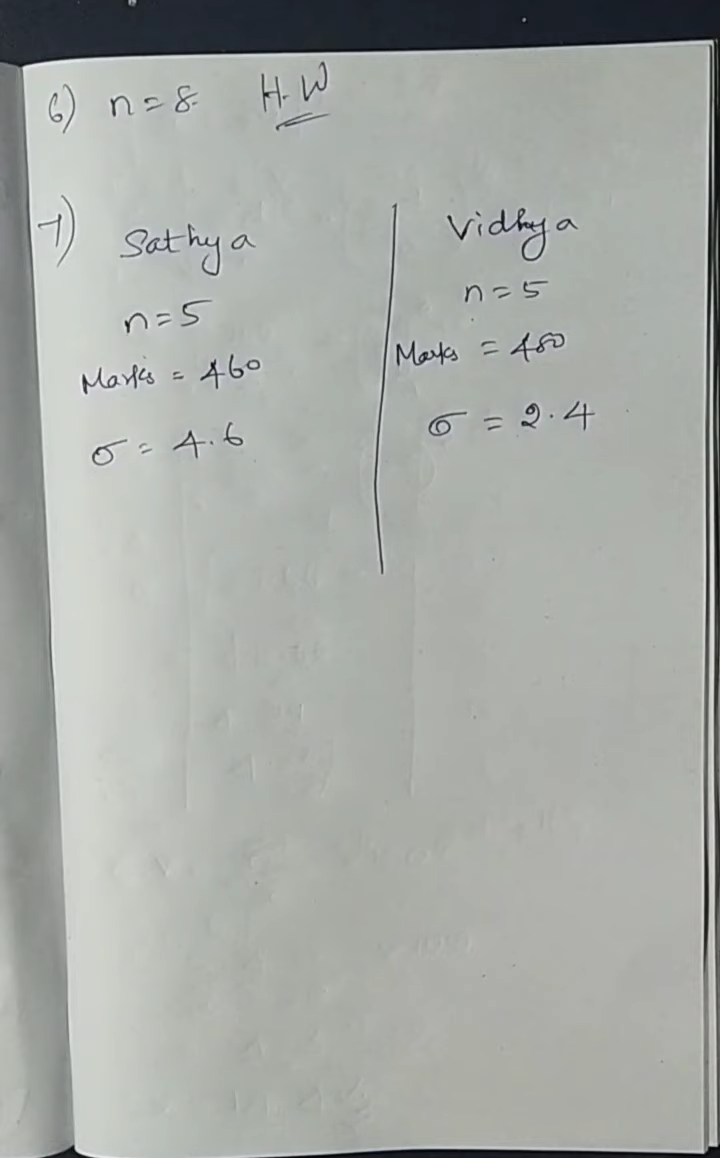 6) n=8 H.W
7) Sathya
n=5
Marks = 460
σ = 4.6
Vidhya
n=5
Marks = 480
σ = 2.4